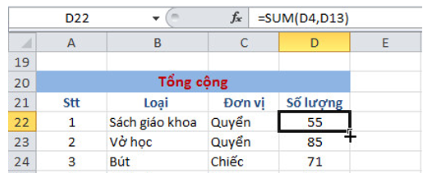 D22 fx =SUM(D4,D13)
A B C D E
19
20 Tổng cộng
21 Stt Loại Đơn vị Số lượng
22 1 Sách giáo khoa Quyển 55
23 2 Vở học Quyển 85
24 3 Bút Chiếc 71